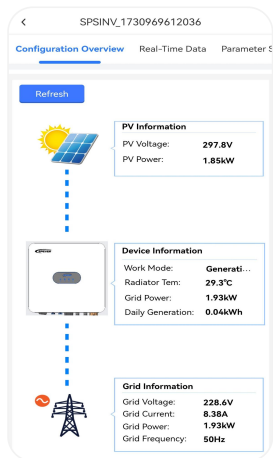 SPSINV_1730969612036
Configuration Overview Real-Time Data Parameter S
Refresh
PV Information
PV Voltage: 297.8V
PV Power: 1.85kW
Device Information
Work Mode: Generati...
Radiator Tem: 29.3℃
Grid Power: 1.93kW
Daily Generation: 0.04kWh
Grid Information
Grid Voltage: 228.6V
Grid Current: 8.38A
Grid Power: 1.93kW
Grid Frequency: 50Hz